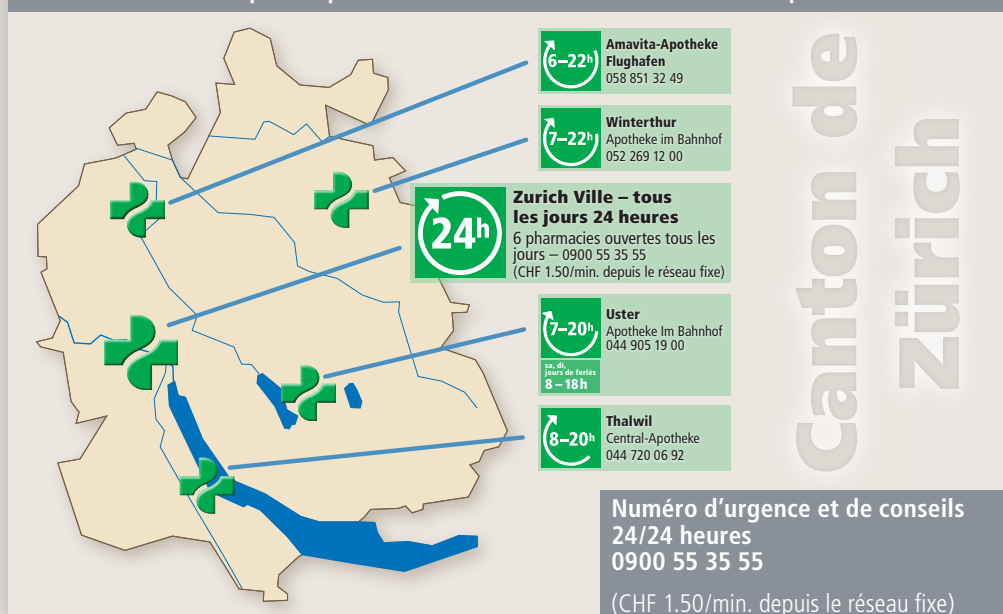 6–22h
Amavita-Apotheke
Flughafen
058 851 32 49
7–22h
Winterthur
Apotheke im Bahnhof
052 269 12 00
24h
Zurich Ville – tous
les jours 24 heures
6 pharmacies ouvertes tous les
jours – 0900 55 35 55
(CHF 1.50/min. depuis le réseau fixe)
7–20h
sa, di,
jours de feriés
8–18h
Uster
Apotheke Im Bahnhof
044 905 19 00
8–20h
Thalwil
Central-Apotheke
044 720 06 92
Canton de
Zürich
Numéro d’urgence et de conseils
24/24 heures
0900 55 35 55
(CHF 1.50/min. depuis le réseau fixe)